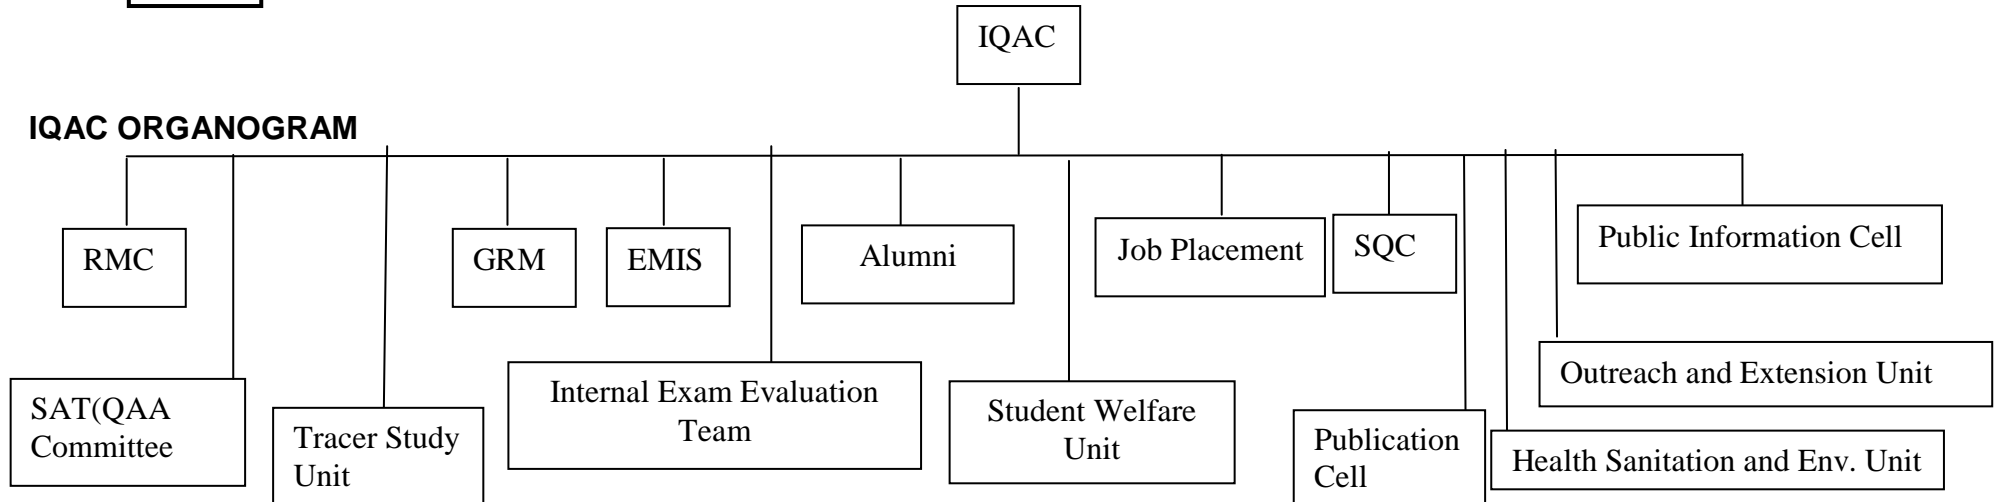 IQAC
IQAC ORGANOGRAM
RMC
GRM
EMIS
Alumni
Job Placement
SQC
Public Information Cell
SAT(QAA
Committee
Tracer Study
Unit
Internal Exam Evaluation
Team
Student Welfare
Unit
Publication
Cell
Outreach and Extension Unit
Health Sanitation and Env. Unit